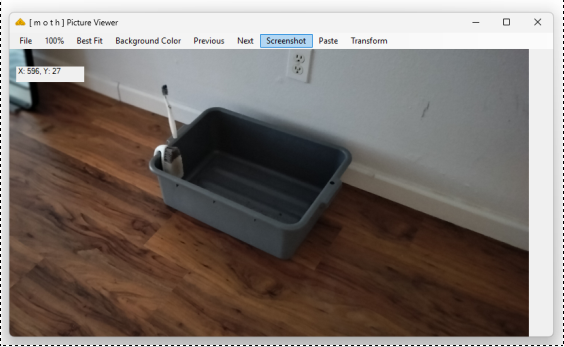 [ m o t h ] Picture Viewer
File 100% Best Fit Background Color Previous Next Screenshot Paste Transform
X: 596, Y: 27